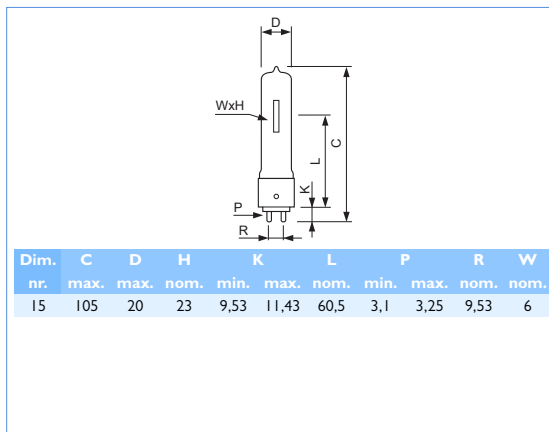 D
WxH
C
L
K
P
R
Dim. C D H K L P R W
nr. max. max. nom. min. max. nom. min. max. nom. nom.
15 105 20 23 9,53 11,43 60,5 3,1 3,25 9,53 6